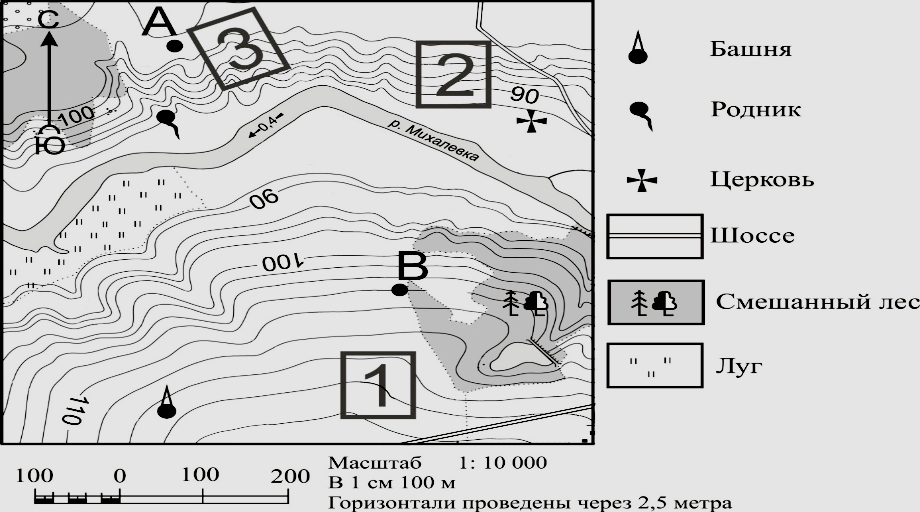 С
А
3
2
100
Ю
90
0,4
р. Михалевка
90
100
В
1
110
Башня
Родник
Церковь
Шоссе
Смешанный лес
Луг
100 0 100 200
Масштаб 1: 10 000
В 1 см 100 м
Горизонтали проведены через 2,5 метра